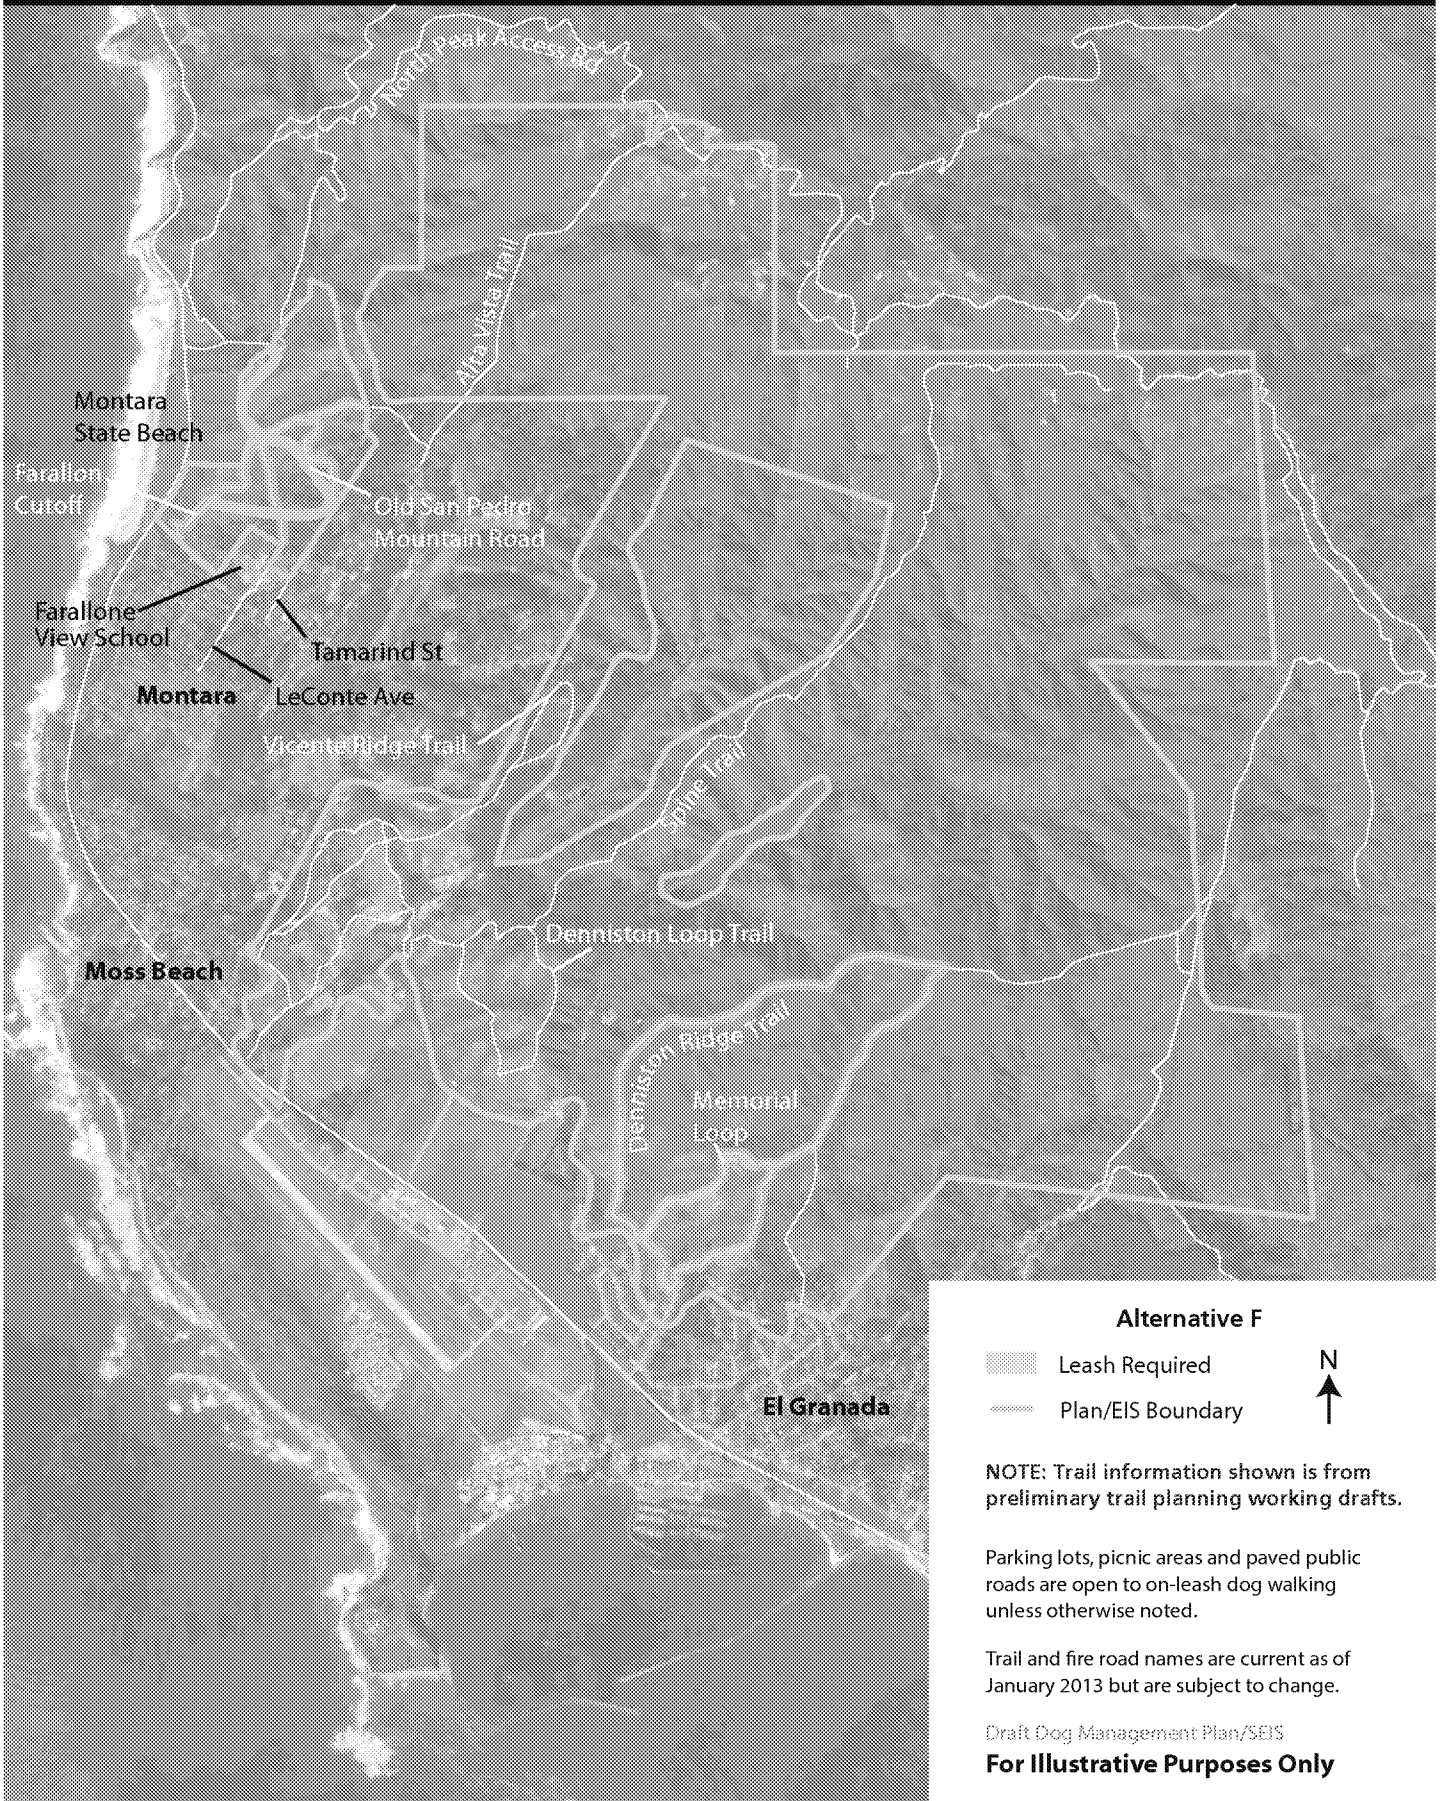 North Peak Access Rd
Alta Vista Trail
Montara
State Beach
Farallon
Cutoff
Old San Pedro
Mountain Road
Farallone
View School
Tamarind St
Montara
LeConte Ave
Vicente Ridge Trail
Spine Trail
Denniston Loop Trail
Moss Beach
Denniston Ridge Trail
Memorial
Loop
El Granada
Alternative F
Leash Required
N
Plan/EIS Boundary
NOTE: Trail information shown is from
preliminary trail planning working drafts.
Parking lots, picnic areas and paved public
roads are open to on-leash dog walking
unless otherwise noted.
Trail and fire road names are current as of
January 2013 but are subject to change.
Draft Dog Management Plan/SEIS
For Illustrative Purposes Only